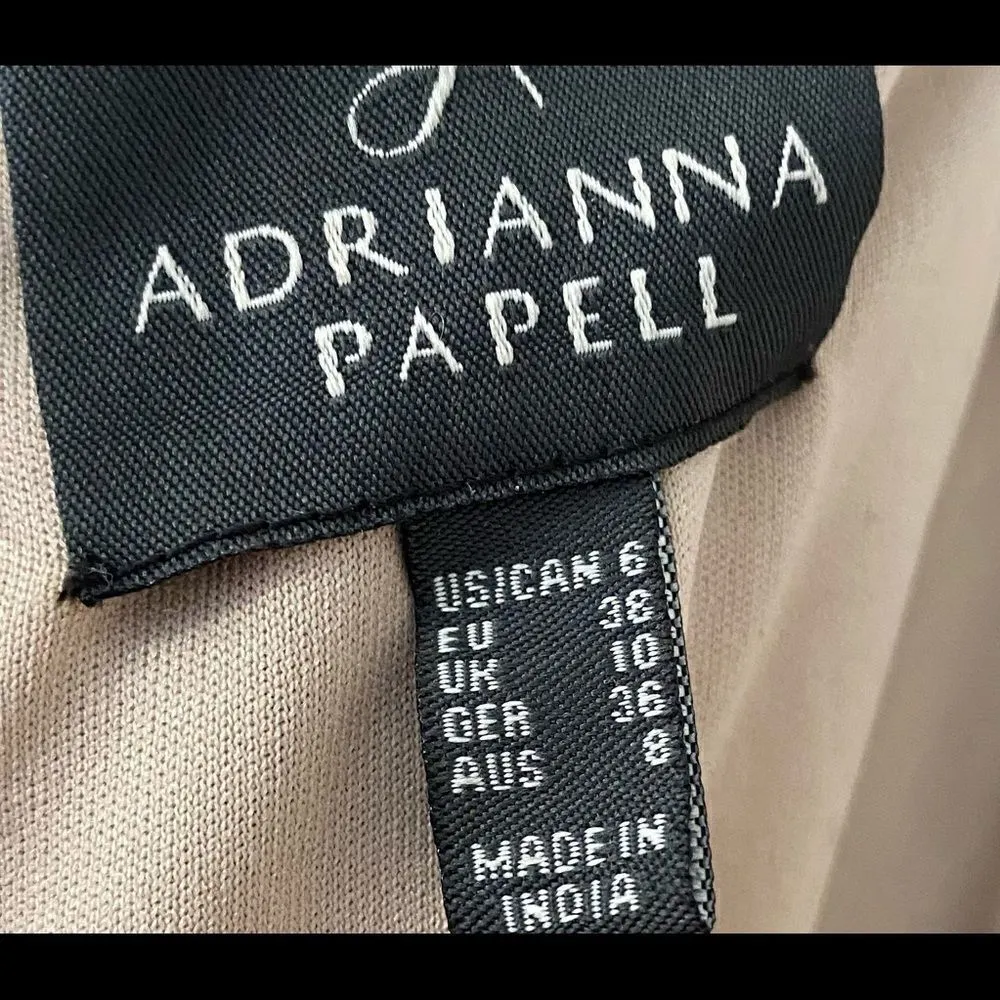 ADRIANNA
PAPELL
US/CAN 6
EU 38
UK 10
GER 36
AUS 8
MADE IN
INDIA